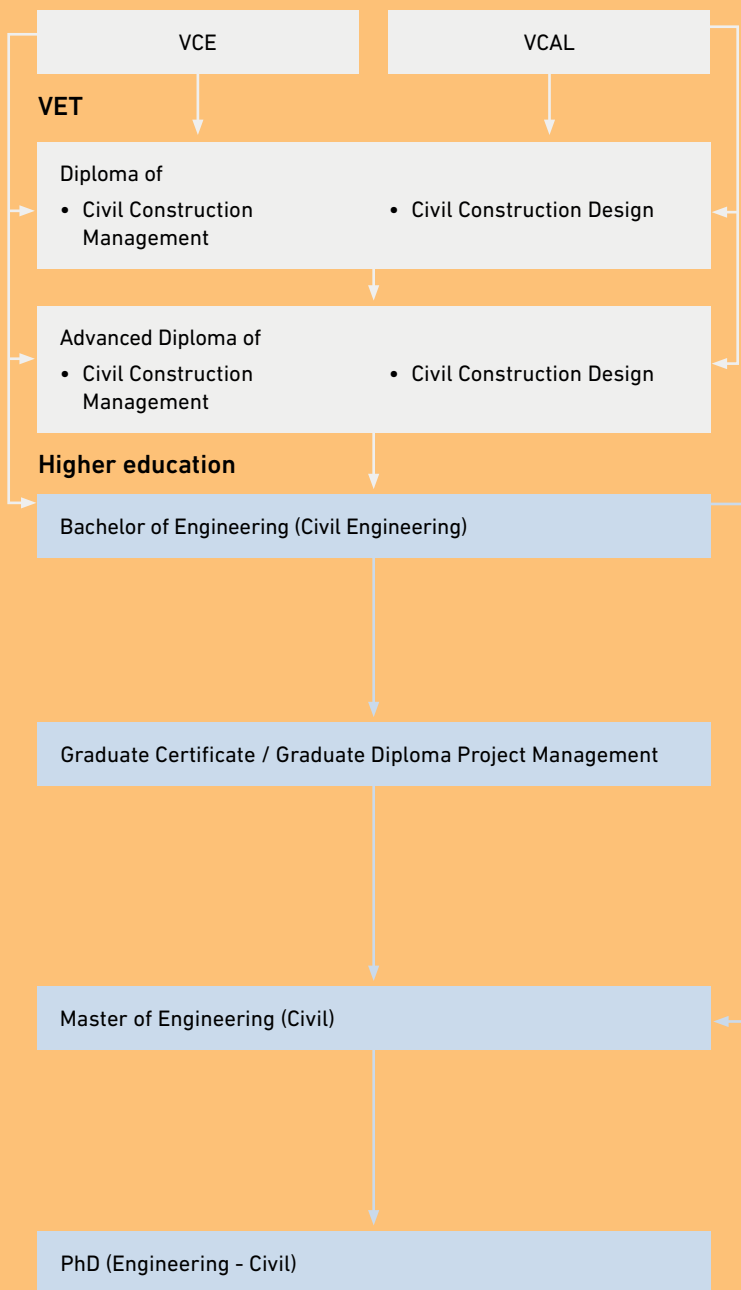 VCE
VCAL
VET
Diploma of
• Civil Construction
Management
• Civil Construction Design
Advanced Diploma of
• Civil Construction
Management
• Civil Construction Design
Higher education
Bachelor of Engineering (Civil Engineering)
Graduate Certificate / Graduate Diploma Project Management
Master of Engineering (Civil)
PhD (Engineering - Civil)